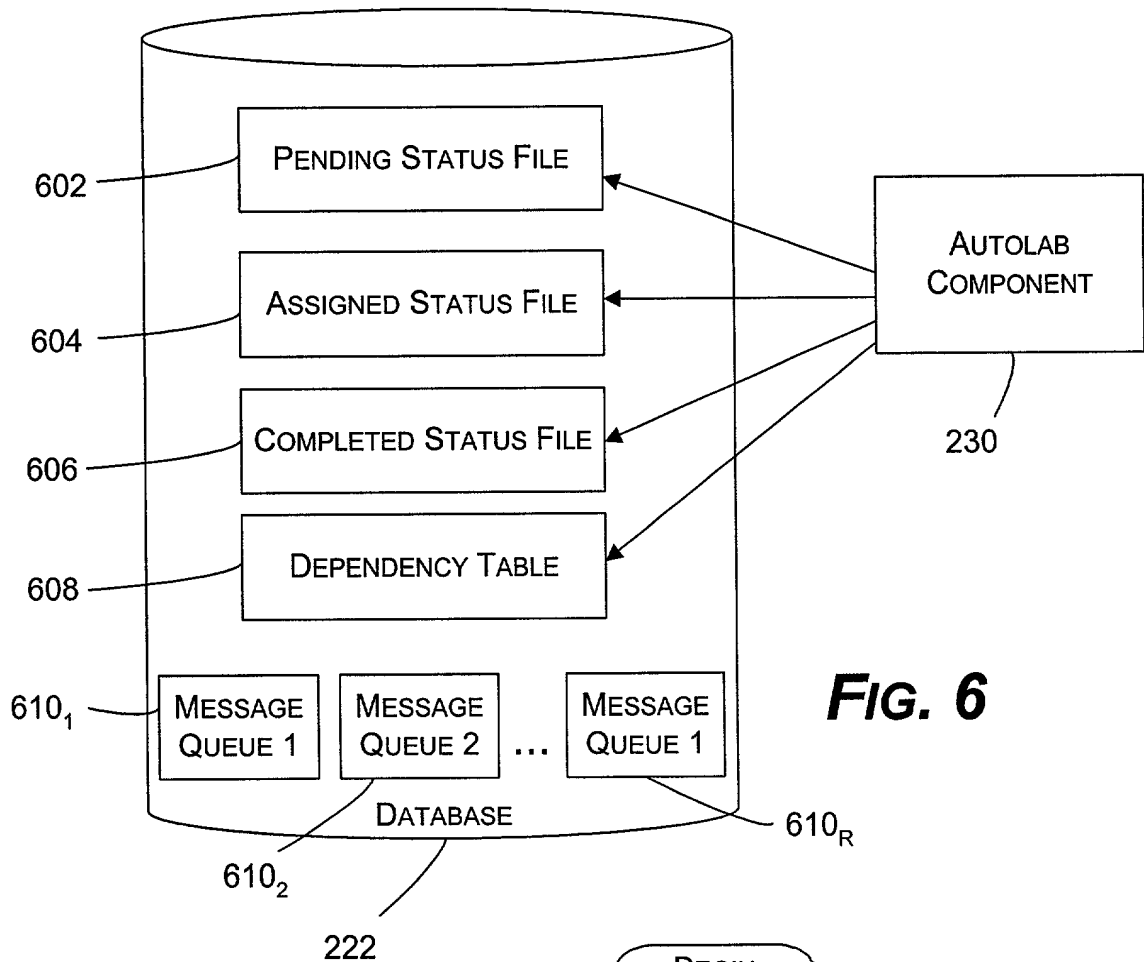 PENDING STATUS FILE
602
AUTOLAB
COMPONENT
ASSIGNED STATUS FILE
604
230
COMPLETED STATUS FILE
606
DEPENDENCY TABLE
608
FIG. 6
610₁
MESSAGE
QUEUE 1
MESSAGE
QUEUE 2
...
MESSAGE
QUEUE 1
DATABASE
610R
610₂
222